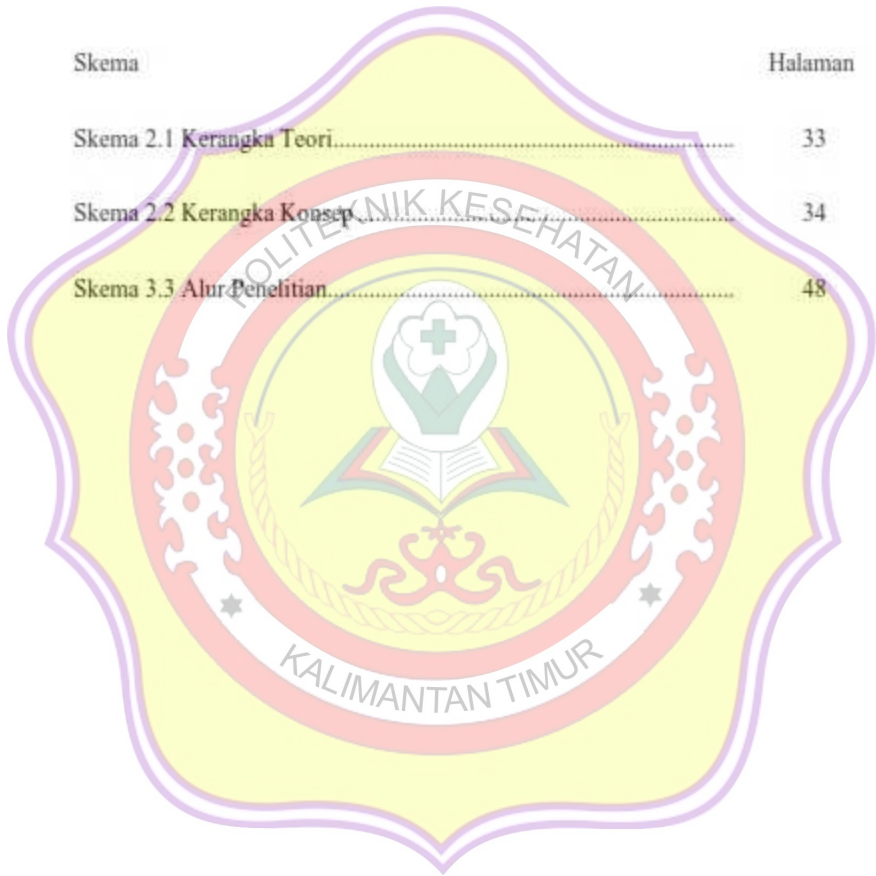 Skema Halaman
Skema 2.1 Kerangka Teori.................................................................... 33
Skema 2.2 Kerangka Konsep ................................................................ 34
Skema 3.3 Alur Penelitian..................................................................... 48
POLITEKNIK KESEHATAN
KALIMANTAN TIMUR